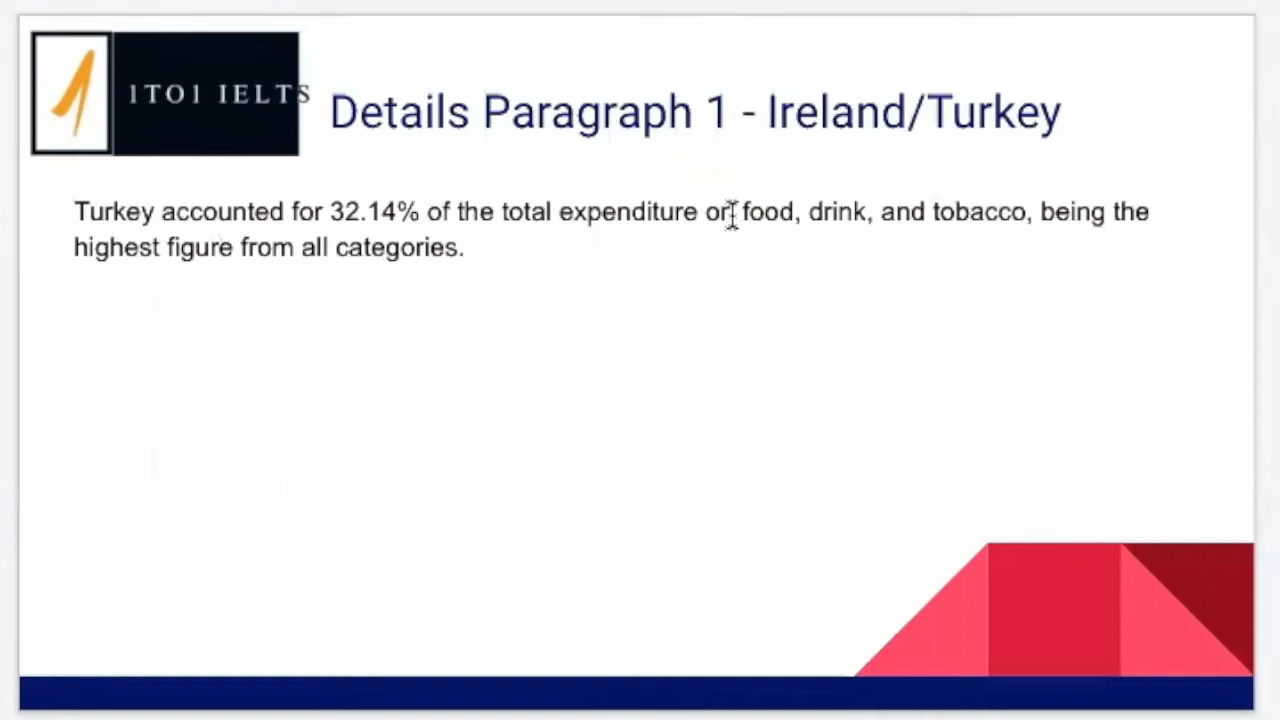 1TO1 IELTS
Details Paragraph 1 - Ireland/Turkey
Turkey accounted for 32.14% of the total expenditure on food, drink, and tobacco, being the
highest figure from all categories.